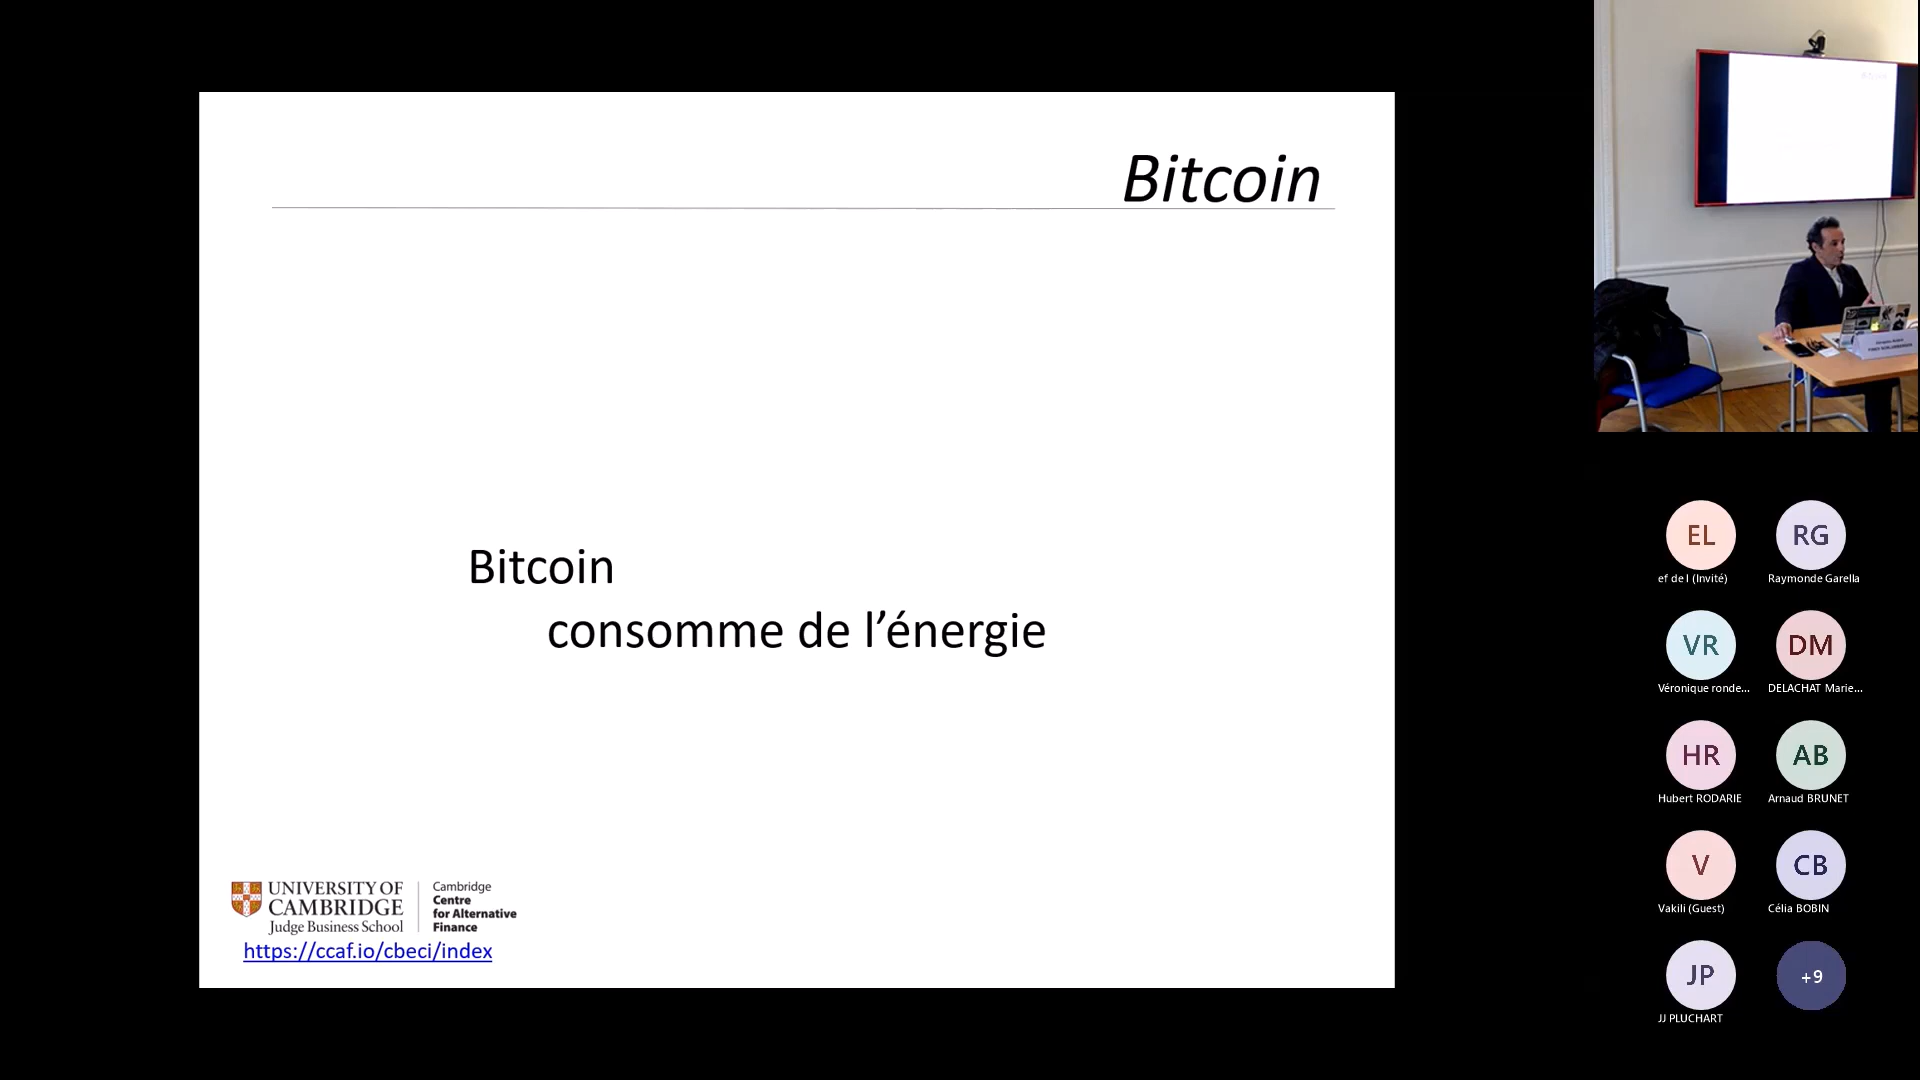 Bitcoin
Bitcoin
consomme de l’énergie
UNIVERSITY OF
CAMBRIDGE
Judge Business School
Cambridge
Centre
for Alternative
Finance
https://ccaf.io/cbeci/index
EL
ef de l (Invité)
RG
Raymonde Garella
VR
Véronique ronde...
DM
DELACHAT Marie...
HR
Hubert RODARIE
AB
Arnaud BRUNET
V
Vakili (Guest)
CB
Célia BOBIN
JP
JJ PLUCHART
+9